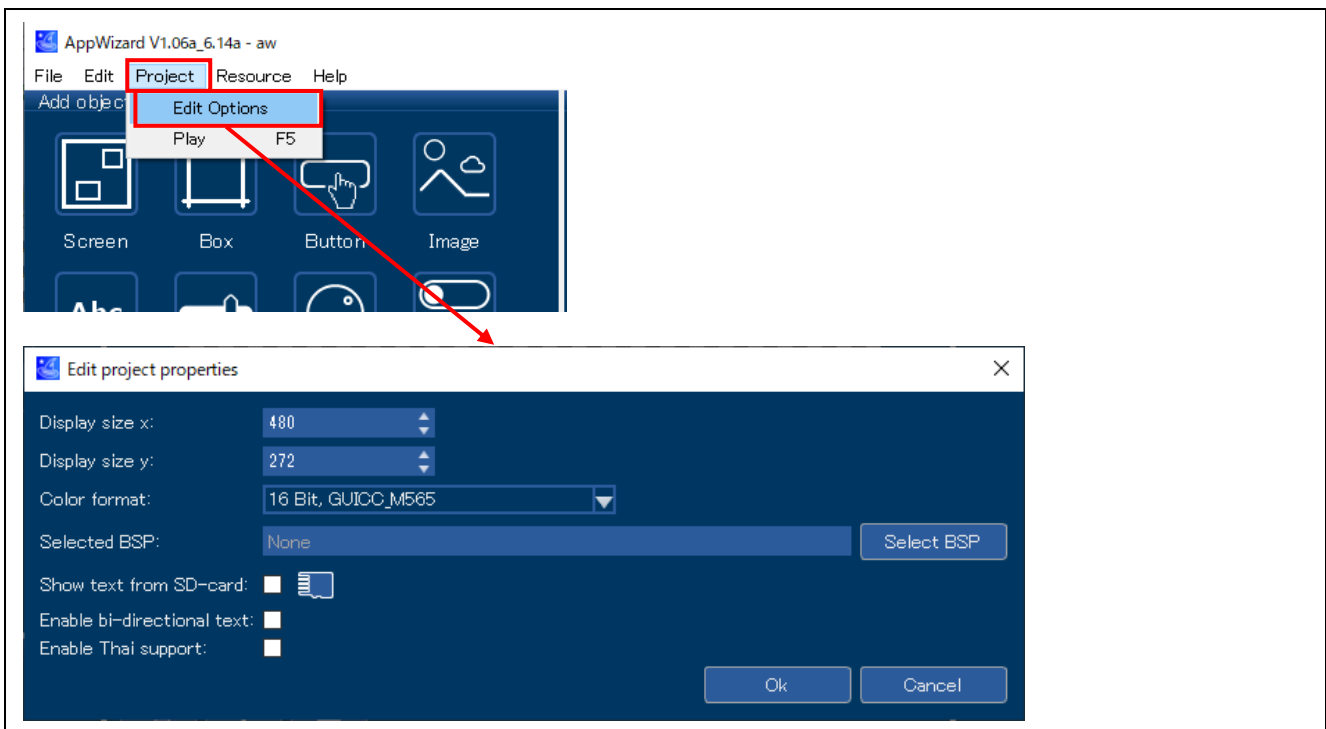 AppWizard V1.06a_6.14a - aw
File Edit Project Resource Help
Add objec
Edit Options
Play F5
Screen Box Button Image
Abc
Edit project properties
Display size x: 480
Display size y: 272
Color format: 16 Bit, GUICC_M565
Selected BSP: None Select BSP
Show text from SD-card:
Enable bi-directional text:
Enable Thai support:
Ok Cancel